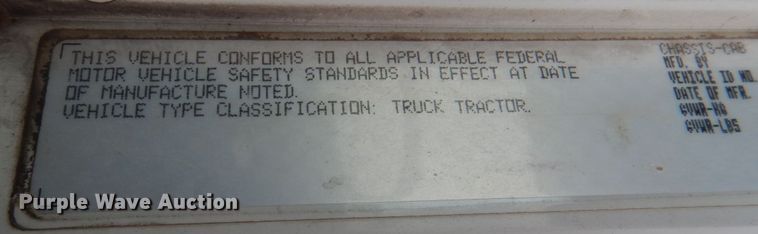 THIS VEHICLE CONFORMS TO ALL APPLICABLE FEDERAL
MOTOR VEHICLE SAFETY STANDARDS IN EFFECT AT DATE
OF MANUFACTURE NOTED.
VEHICLE TYPE CLASSIFICATION: TRUCK TRACTOR.
CHASSIS-CAB
MFD. BY
VEHICLE ID NO.
DATE OF MFR.
GVWR-KG
GVWR-LBS
Purple Wave Auction